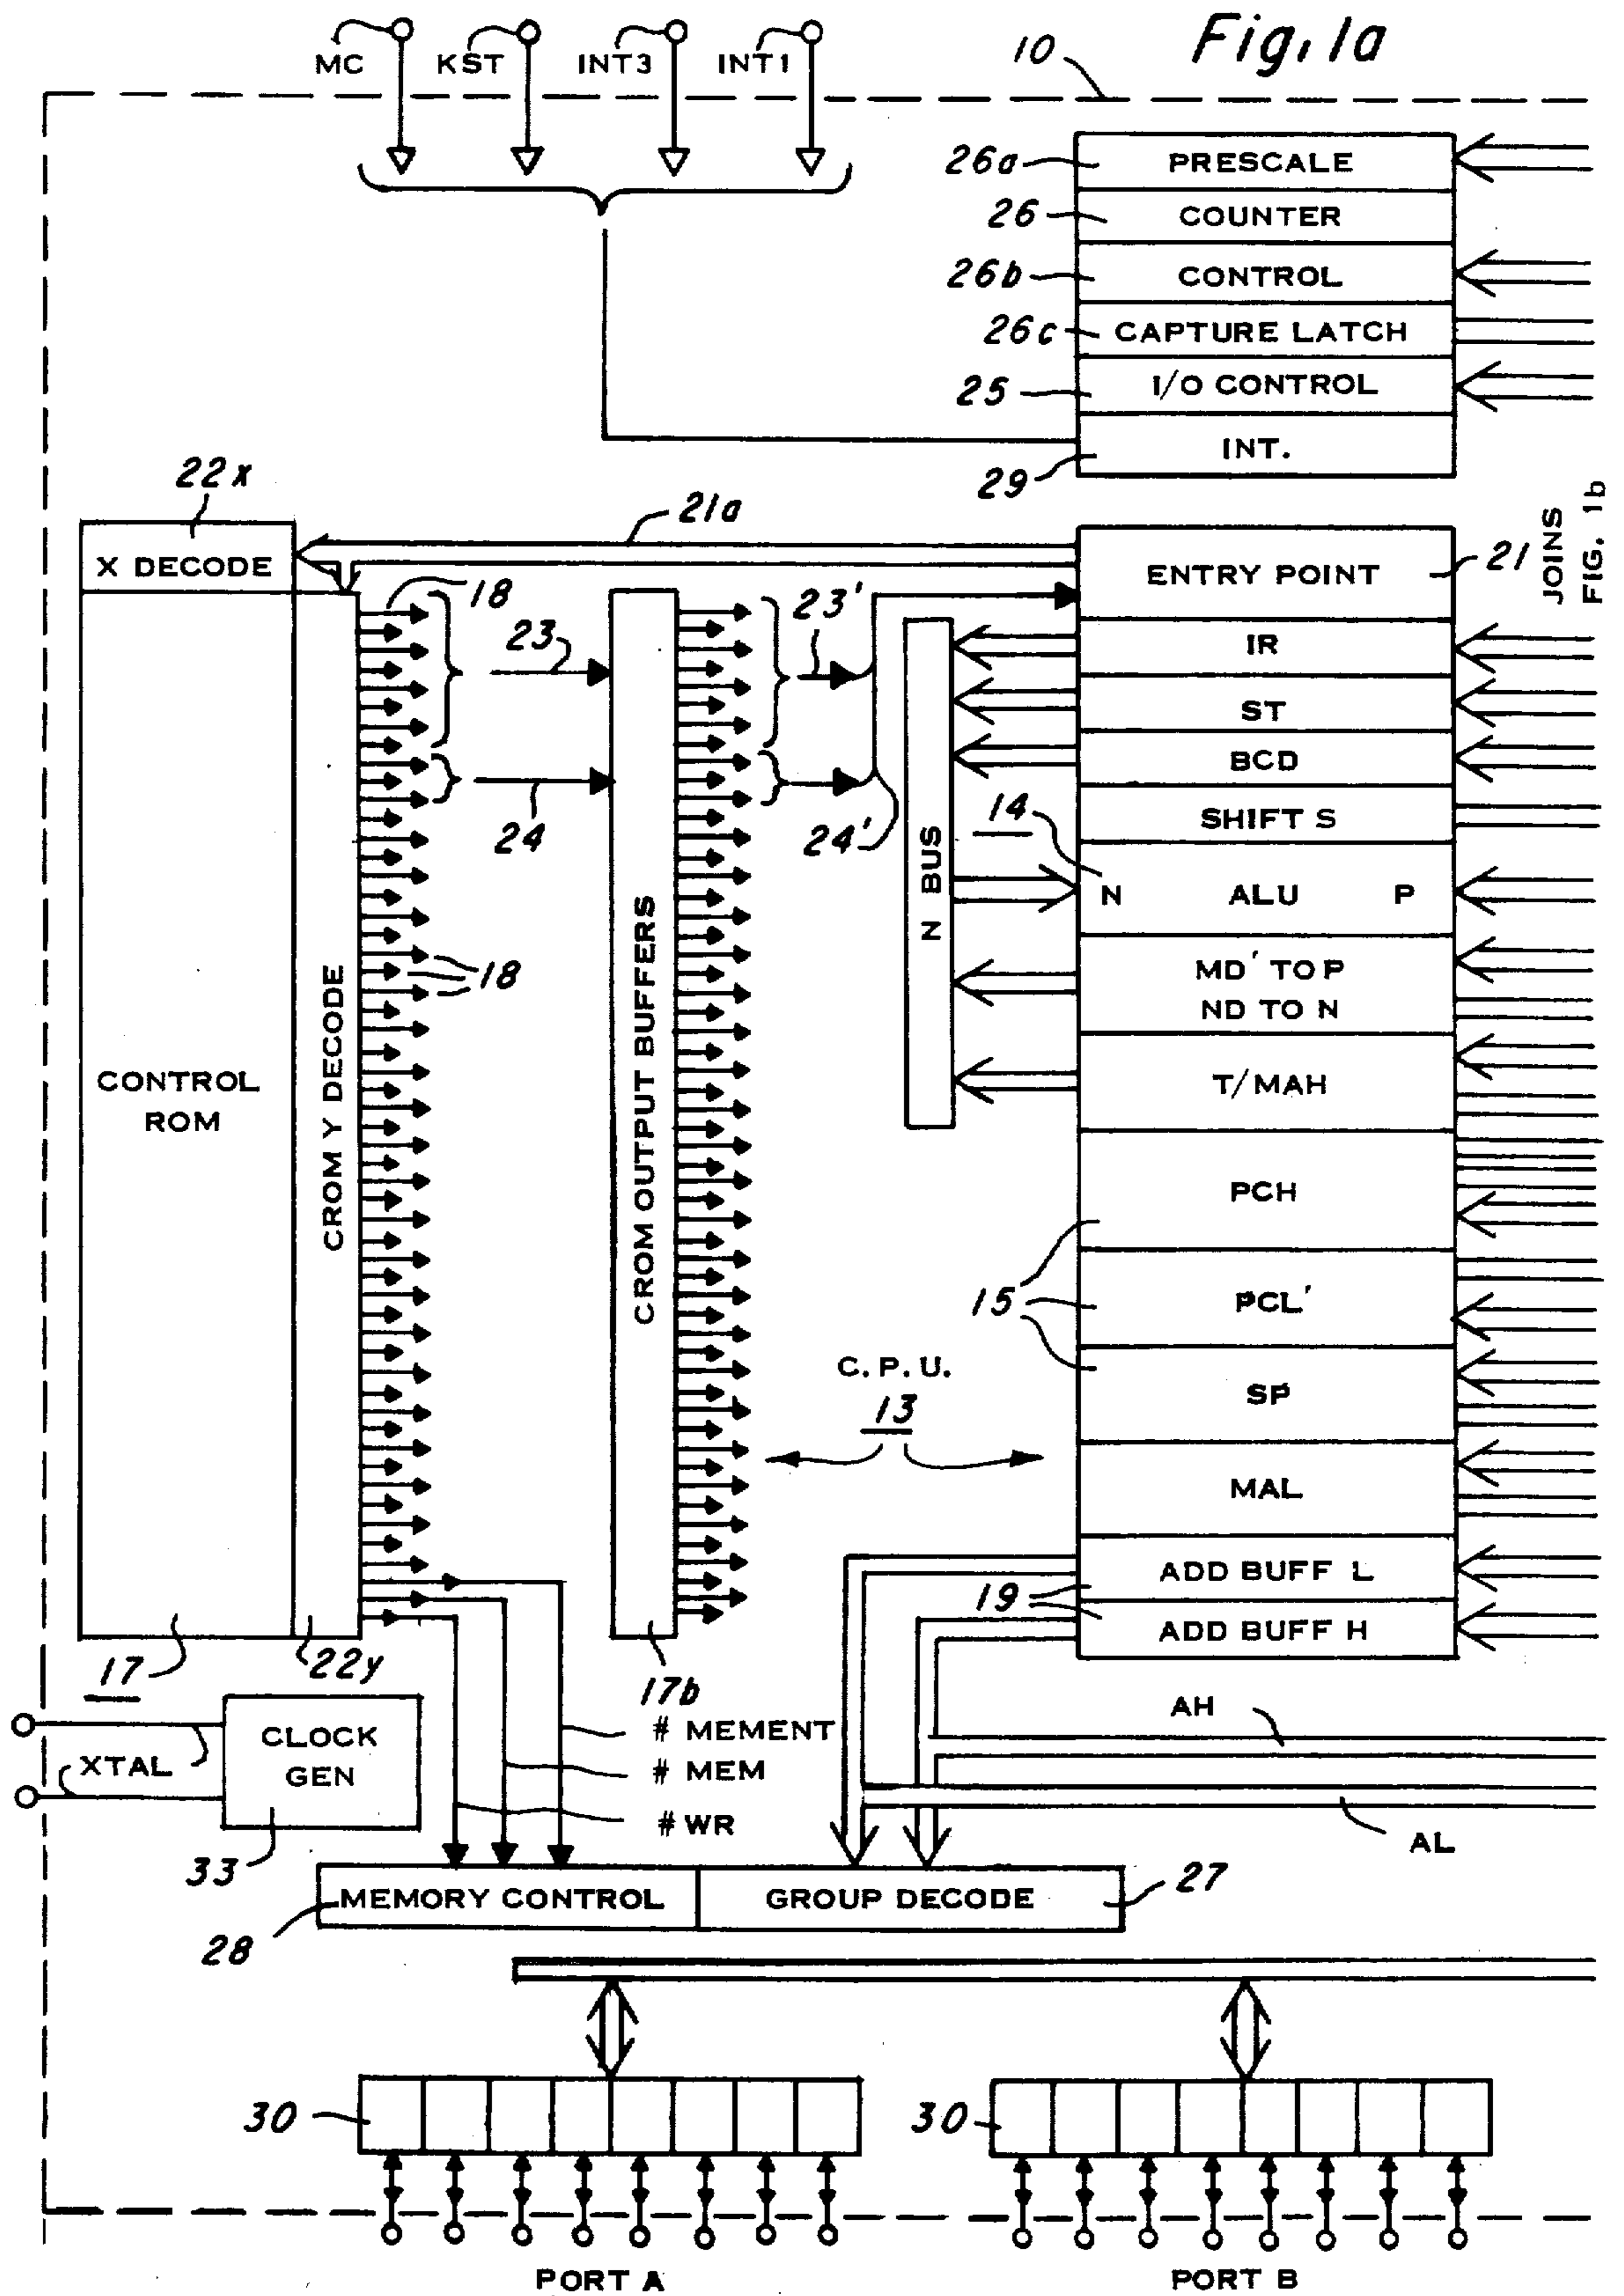 Fig. 1a
MC
KST
INT3
INT1
10
26a
PRESCALE
26
COUNTER
26b
CONTROL
26c
CAPTURE LATCH
25
I/O CONTROL
29
INT.
JOINS
FIG. 1b
22x
X DECODE
21a
ENTRY POINT
21
18
23
23'
IR
ST
BCD
24
24'
SHIFT S
14
N BUS
N
ALU
P
18
MD' TO P
ND TO N
T/MAH
CONTROL
ROM
CROM Y DECODE
CROM OUTPUT BUFFERS
PCH
15
PCL'
C.P.U.
13
SP
MAL
ADD BUFF L
19
ADD BUFF H
17
22y
17b
CLOCK
GEN
XTAL
33
# MEMENT
# MEM
# WR
AH
AL
MEMORY CONTROL
GROUP DECODE
27
28
30
30
PORT A
PORT B